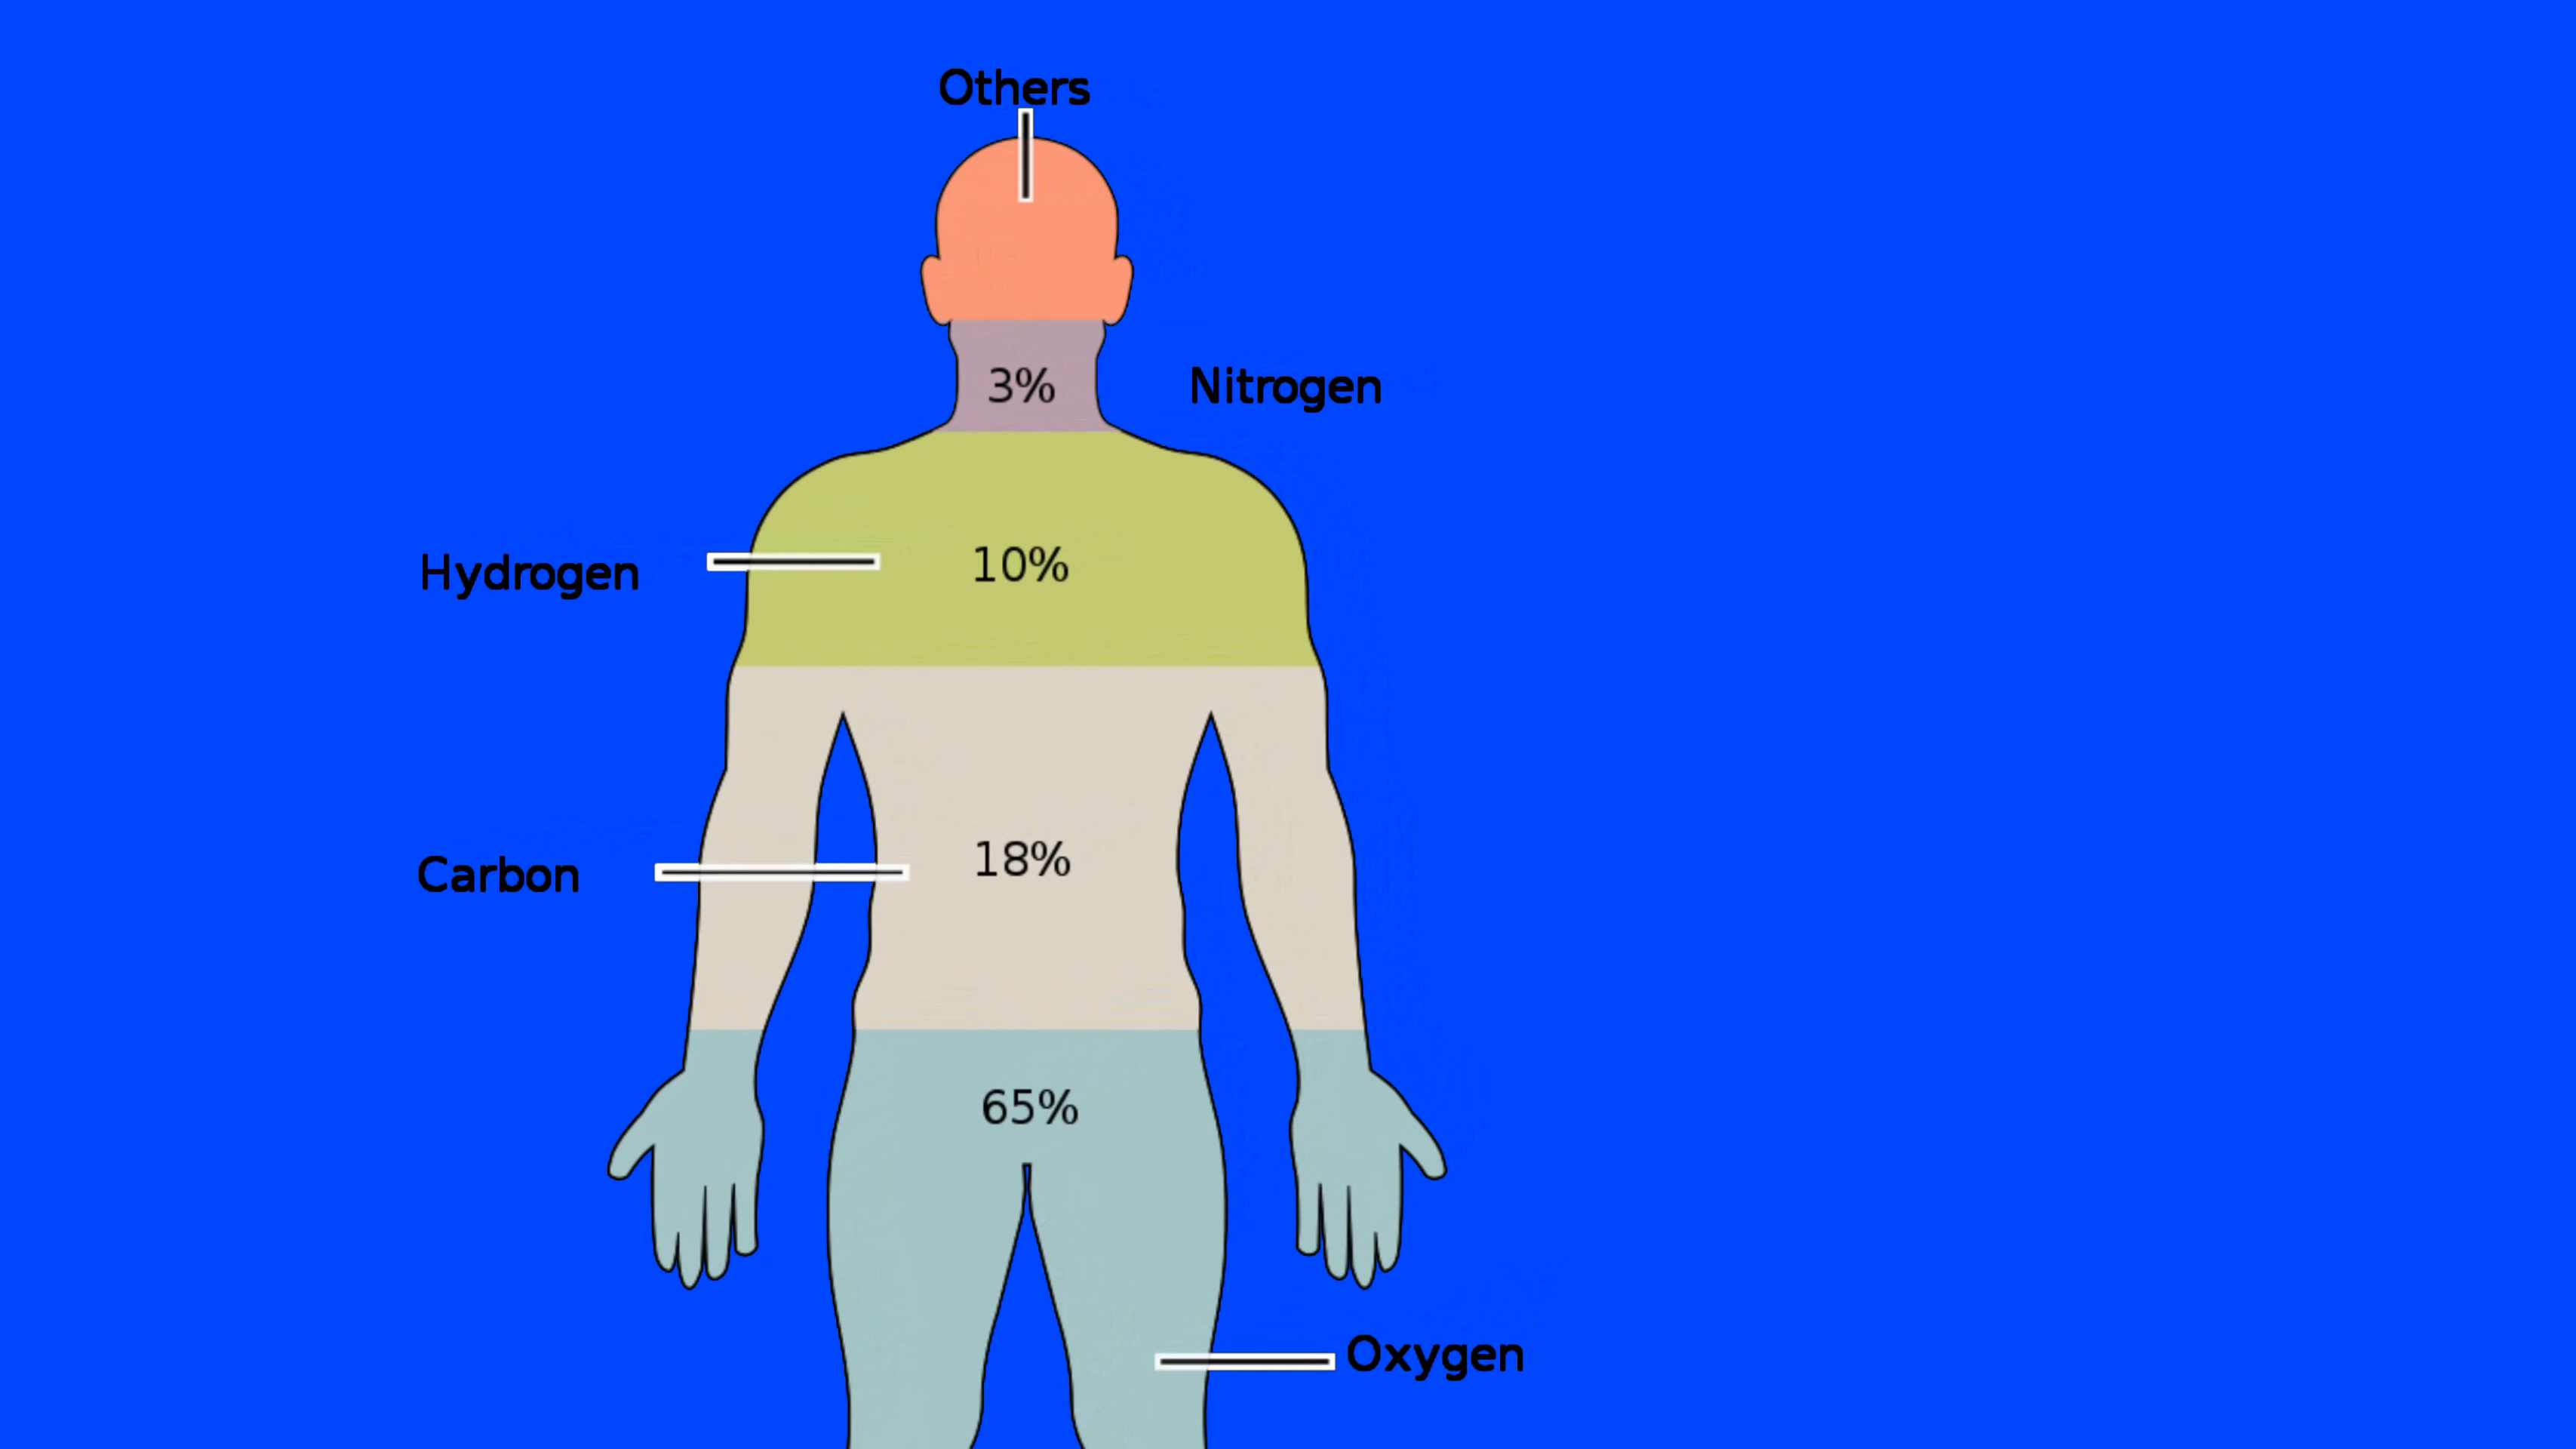 Others
3%
Nitrogen
10%
Hydrogen
18%
Carbon
65%
Oxygen